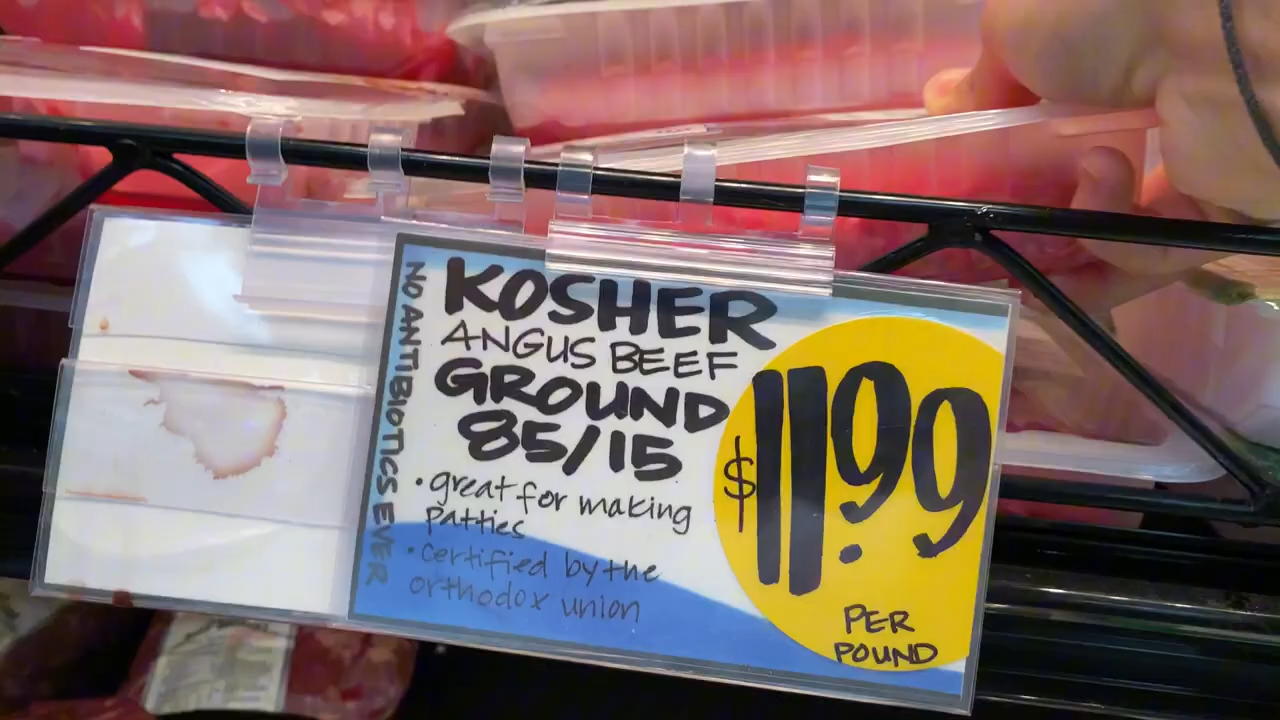 NO ANTIBIOTICS EVER
KOSHER
ANGUS BEEF
GROUND
85/15
• great for making
patties
• certified by the
orthodox union
$11.99
PER
POUND